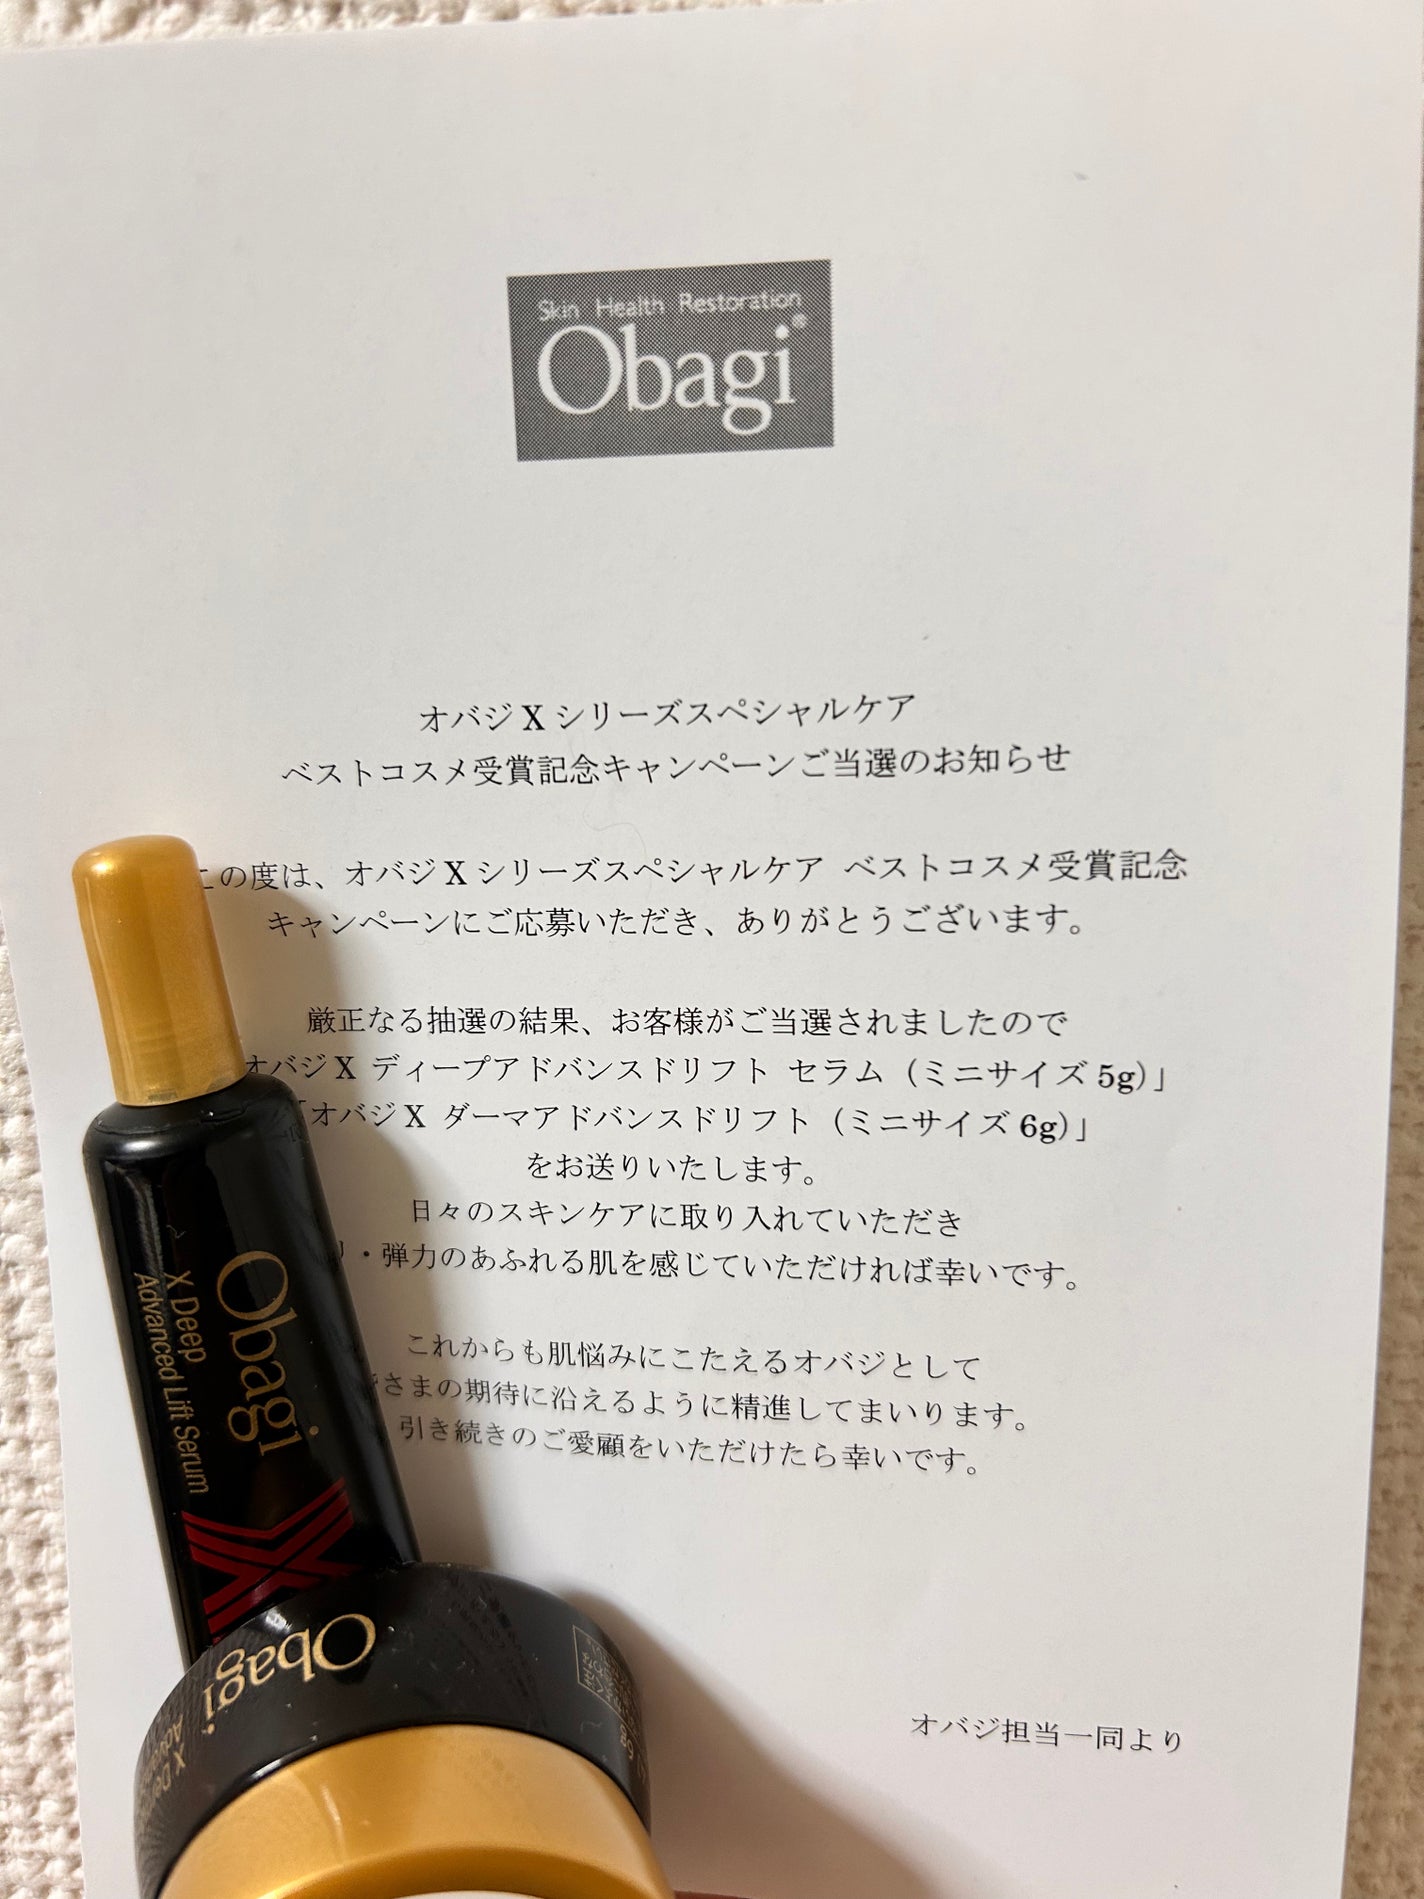 Skin Health Restoration
Obagi®
オバジXシリーズスペシャルケア
ベストコスメ受賞記念キャンペーンご当選のお知らせ
この度は、オバジXシリーズスペシャルケア ベストコスメ受賞記念
キャンペーンにご応募いただき、ありがとうございます。
厳正なる抽選の結果、お客様がご当選されましたので
オバジX ディープアドバンスドリフト セラム（ミニサイズ5g）」
「オバジX ダーマアドバンスドリフト（ミニサイズ6g）」
をお送りいたします。
日々のスキンケアに取り入れていただき
・弾力のあふれる肌を感じていただければ幸いです。
これからも肌悩みにこたえるオバジとして
さまの期待に沿えるように精進してまいります。
引き続きのご愛顧をいただけたら幸いです。
オバジ担当一同より
Obagi
X Deep
Advanced Lift Serum
X
Obagi